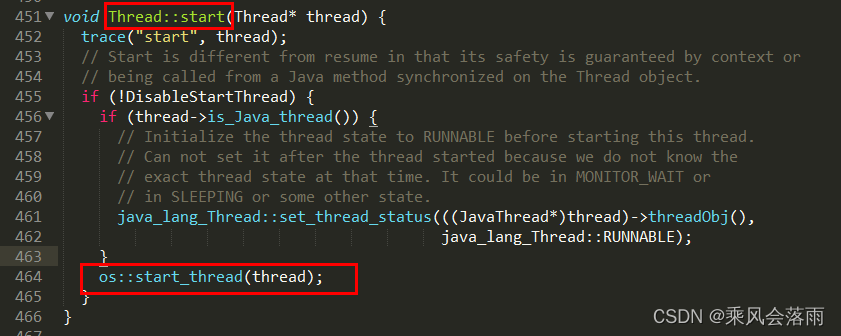 451 void Thread::start(Thread* thread) {
452 trace("start", thread);
453 // Start is different from resume in that its safety is guaranteed by context or
454 // being called from a Java method synchronized on the Thread object.
455 if (!DisableStartThread) {
456 if (thread->is_Java_thread()) {
457 // Initialize the thread state to RUNNABLE before starting this thread.
458 // Can not set it after the thread started because we do not know the
459 // exact thread state at that time. It could be in MONITOR_WAIT or
460 // in SLEEPING or some other state.
461 java_lang_Thread::set_thread_status(((JavaThread*)thread)->threadObj(),
462 java_lang_Thread::RUNNABLE);
463 }
464 os::start_thread(thread);
465 }
466 }
CSDN @乘风会落雨